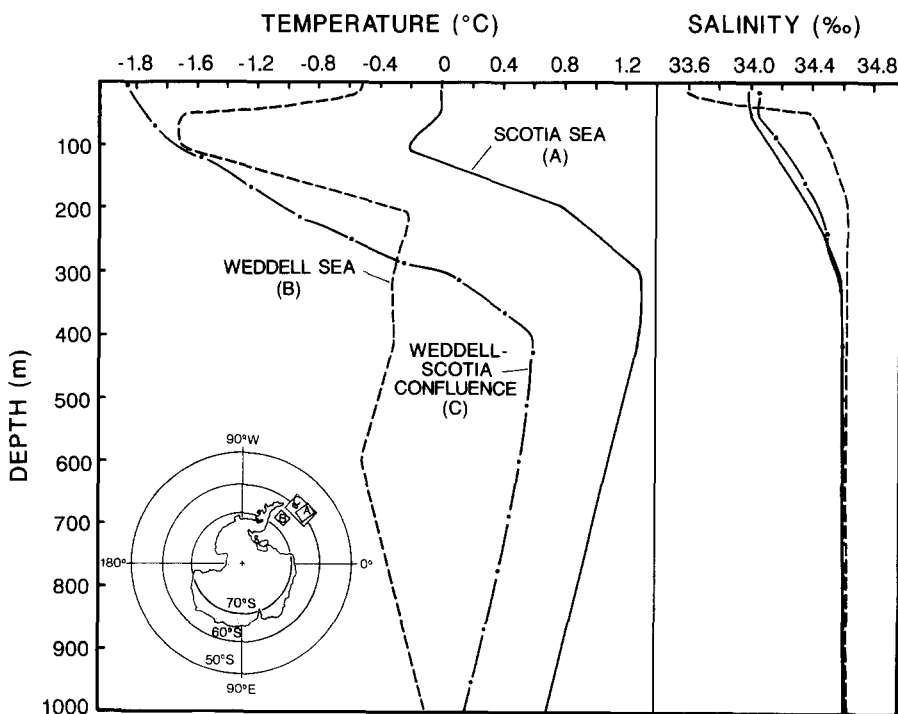 TEMPERATURE (°C)
SALINITY (‰)
-1.8 -1.6 -1.2 -0.8 0 0.4 0.8 1.2
33.6 34.0 34.4 34.8
DEPTH (m)
100
200
300
400
500
600
700
800
900
1000
SCOTIA SEA
(A)
WEDDELL SEA
(B)
WEDDELL-
SCOTIA
CONFLUENCE
(C)
90°W
180°
0°
70°S
60°S
50°S
90°E
C
A
B